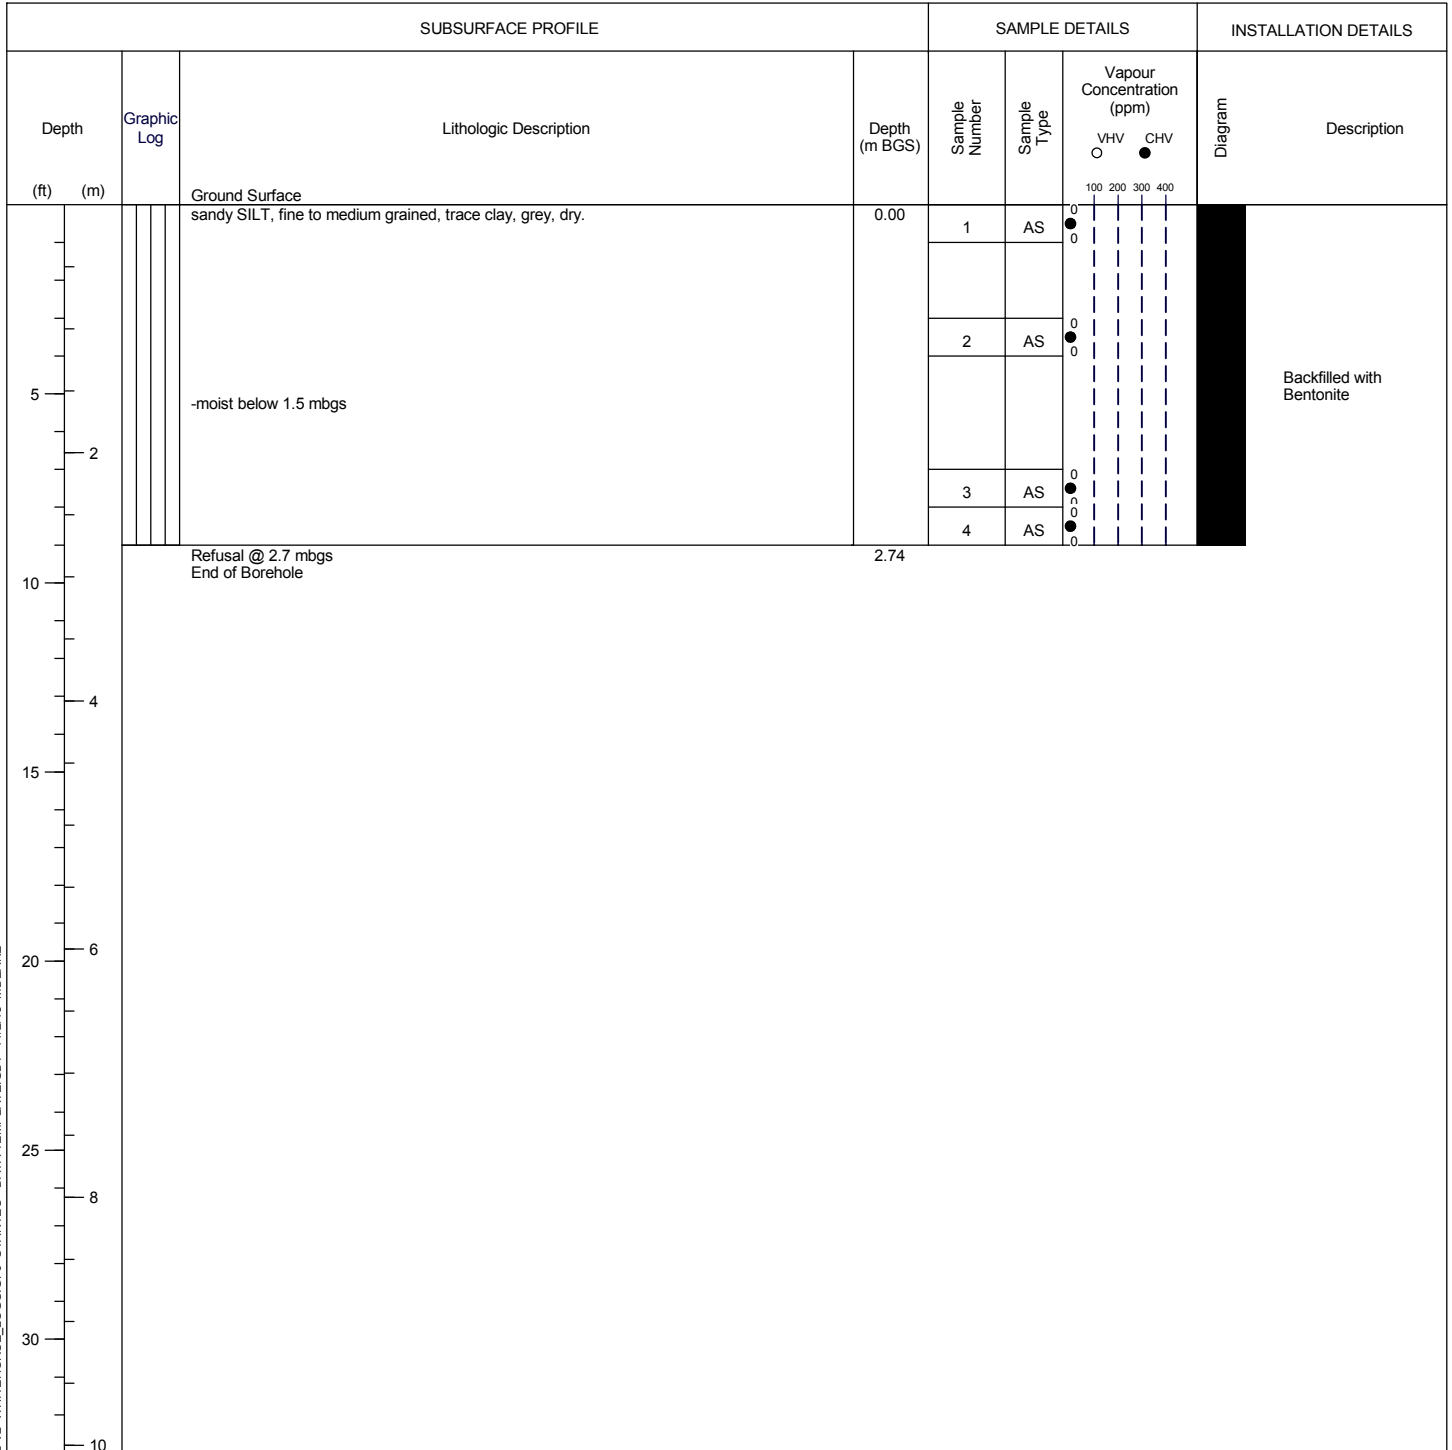 SUBSURFACE PROFILE
SAMPLE DETAILS
INSTALLATION DETAILS
Depth
(ft) (m)
Graphic
Log
Lithologic Description
Ground Surface
Depth
(m BGS)
Sample
Number
Sample
Type
Vapour
Concentration
(ppm)
VHV CHV
100 200 300 400
Diagram
Description
sandy SILT, fine to medium grained, trace clay, grey, dry.
0.00
1 AS
0
0
2 AS
0
0
5
-moist below 1.5 mbgs
Backfilled with
Bentonite
2
3 AS
0
0
4 AS
0
0
Refusal @ 2.7 mbgs
End of Borehole
2.74
10
4
15
6
20
25
8
30
10